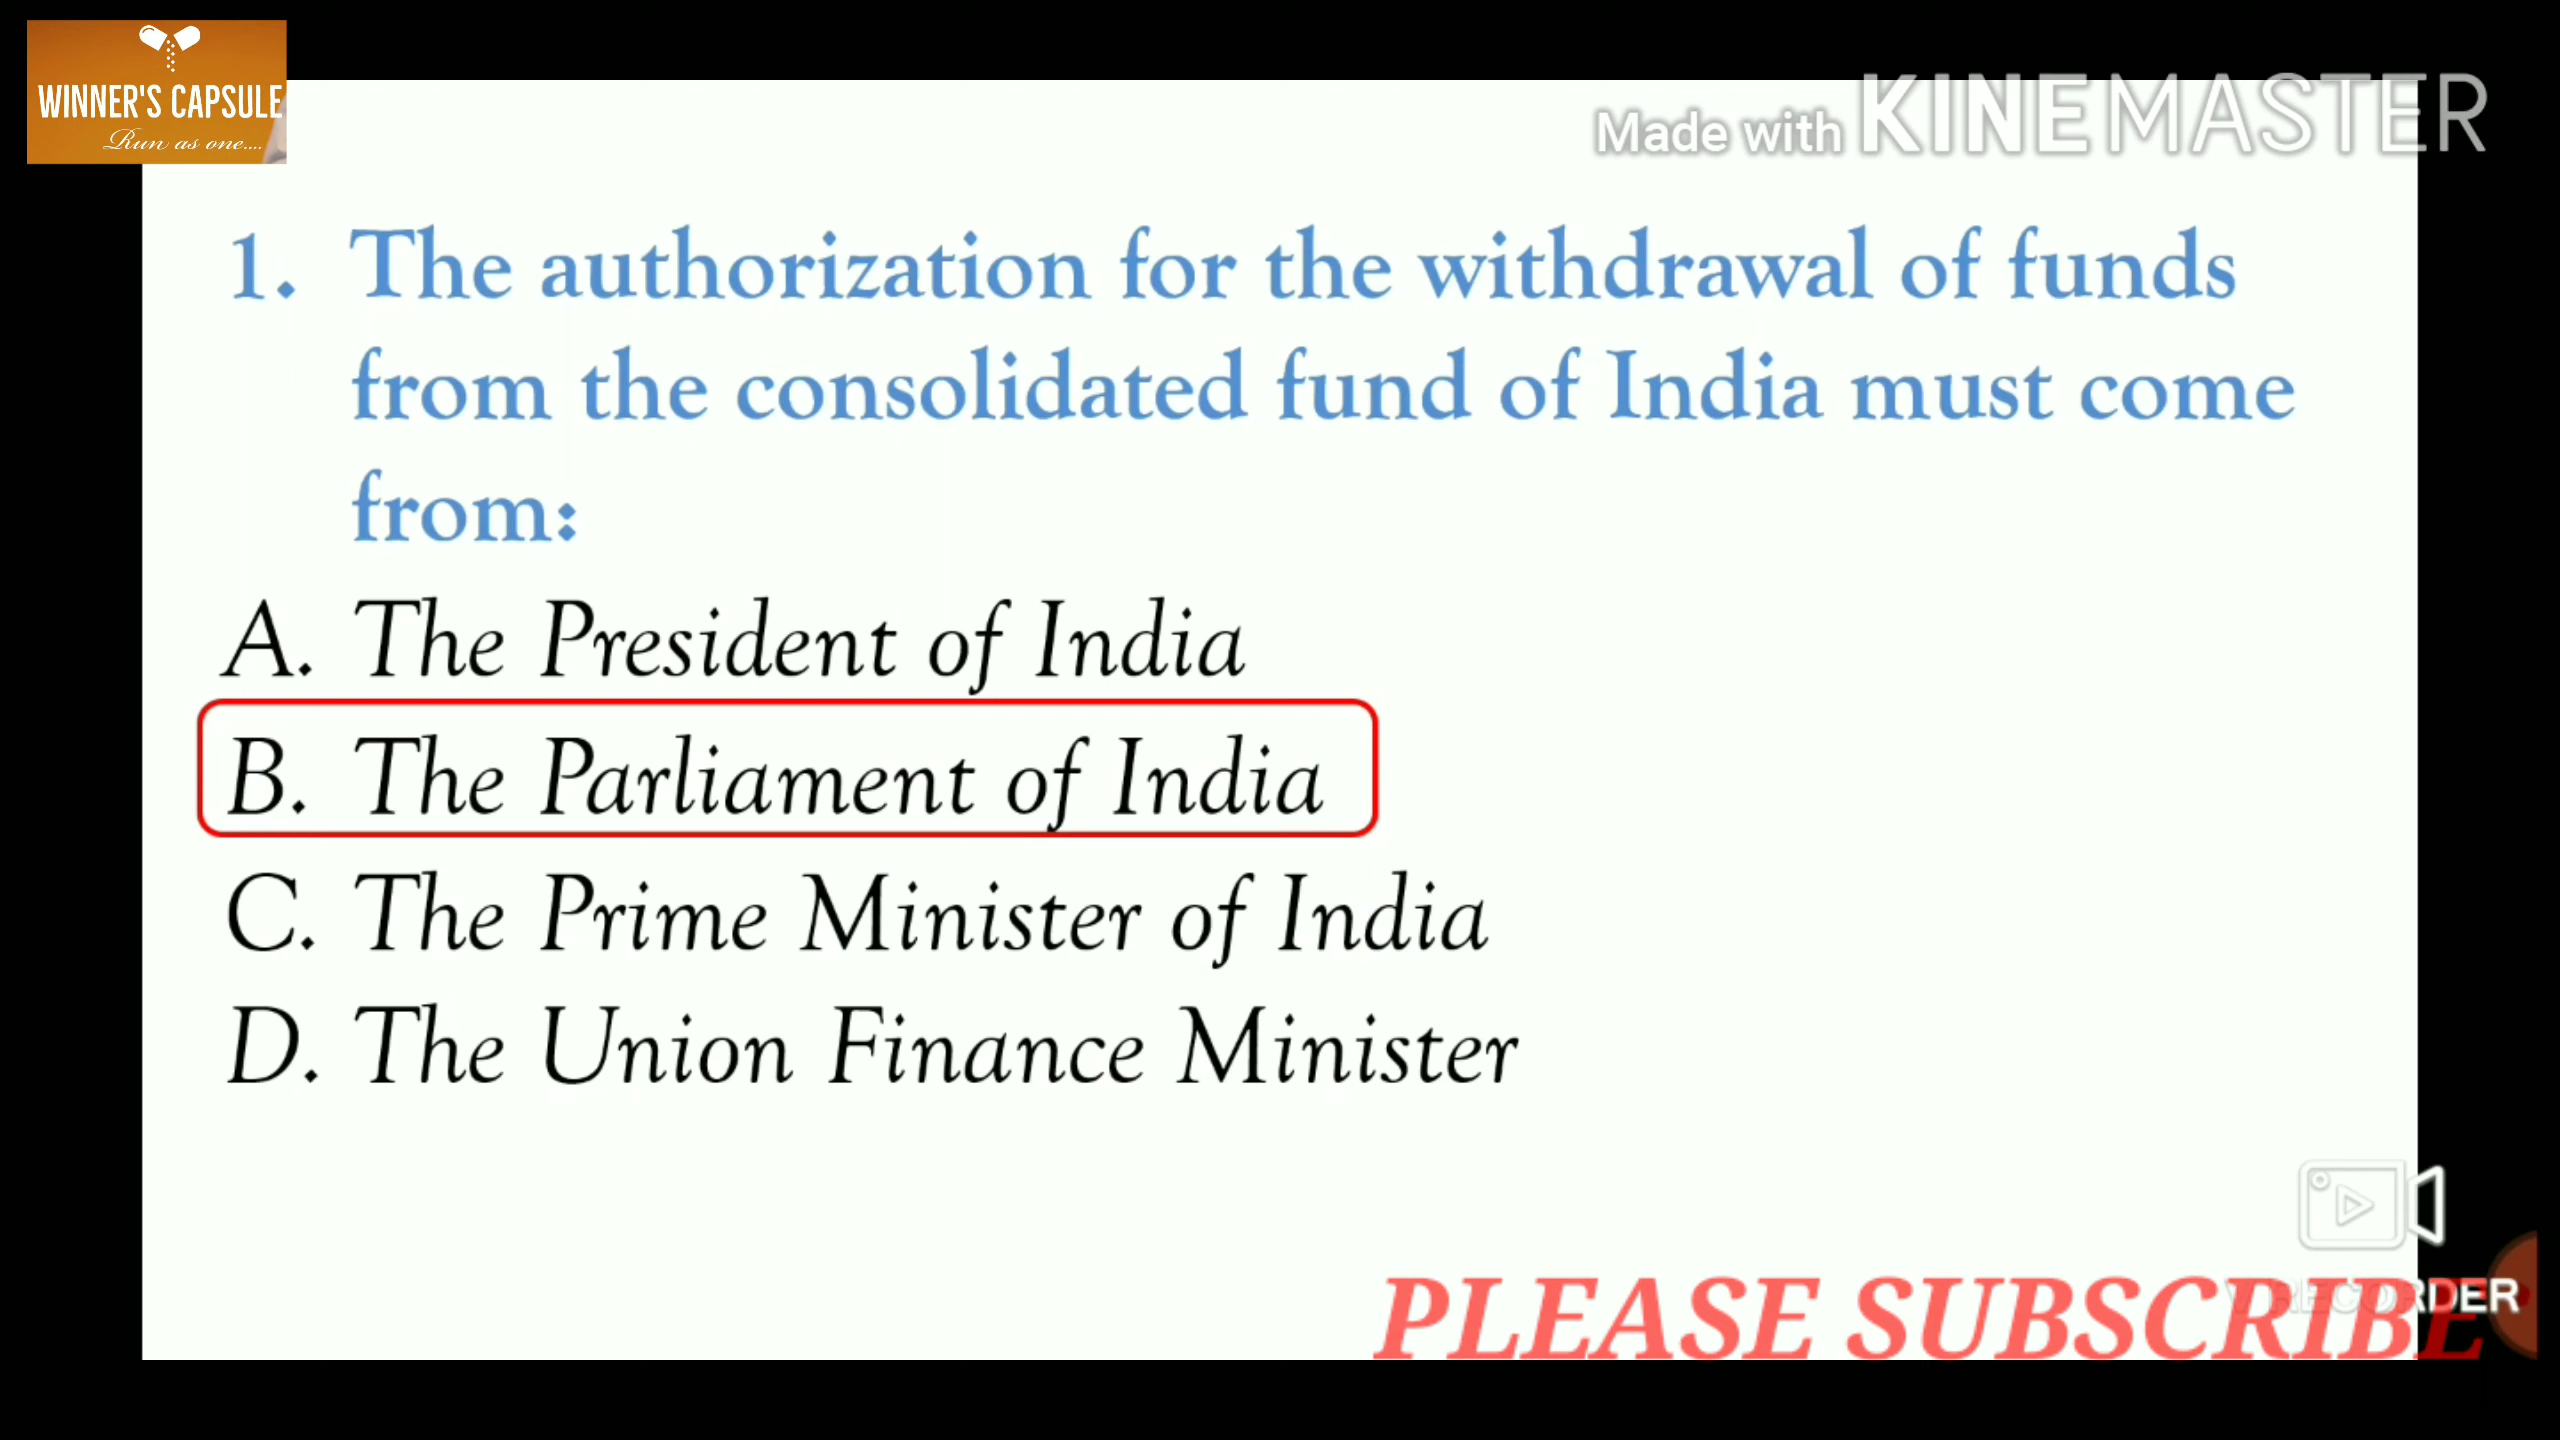 WINNER'S CAPSULE
Run as one....
Made with KINEMASTER
1. The authorization for the withdrawal of funds
from the consolidated fund of India must come
from:
A. The President of India
B. The Parliament of India
C. The Prime Minister of India
D. The Union Finance Minister
RECORDER
PLEASE SUBSCRIBE